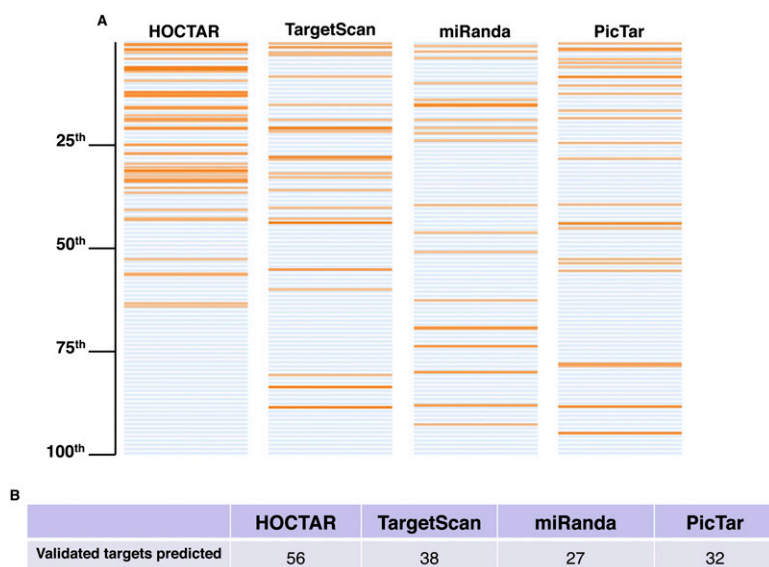 A
HOCTAR TargetScan miRanda PicTar
25th
50th
75th
100th
B
HOCTAR TargetScan miRanda PicTar
Validated targets predicted 56 38 27 32